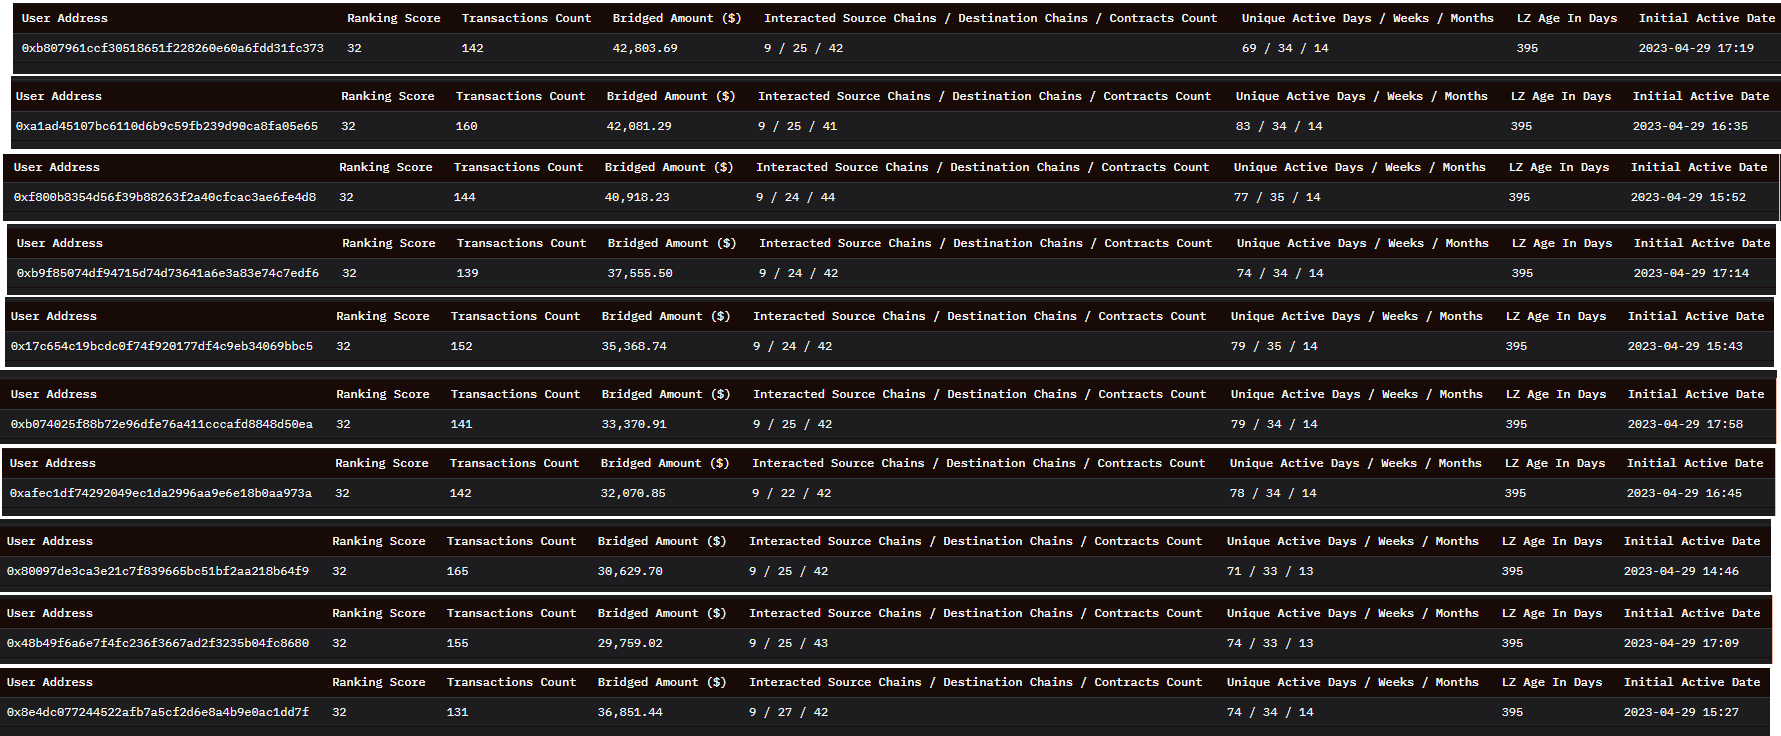 User Address Ranking Score Transactions Count Bridged Amount ($) Interacted Source Chains / Destination Chains / Contracts Count Unique Active Days / Weeks / Months LZ Age In Days Initial Active Date
0xb807961ccf30518651f228260e60a6fdd31fc373 32 142 42,803.69 9 / 25 / 42 69 / 34 / 14 395 2023-04-29 17:19
User Address Ranking Score Transactions Count Bridged Amount ($) Interacted Source Chains / Destination Chains / Contracts Count Unique Active Days / Weeks / Months LZ Age In Days Initial Active Date
0xa1ad45107bc6110d6b9c59fb239d90ca8fa05e65 32 160 42,081.29 9 / 25 / 41 83 / 34 / 14 395 2023-04-29 16:35
User Address Ranking Score Transactions Count Bridged Amount ($) Interacted Source Chains / Destination Chains / Contracts Count Unique Active Days / Weeks / Months LZ Age In Days Initial Active Date
0xf800b8354d56f39b88263f2a40cfcac3ae6fe4d8 32 144 40,918.23 9 / 24 / 44 77 / 35 / 14 395 2023-04-29 15:52
User Address Ranking Score Transactions Count Bridged Amount ($) Interacted Source Chains / Destination Chains / Contracts Count Unique Active Days / Weeks / Months LZ Age In Days Initial Active Date
0xb9f85074df94715d74d73641a6e3a83e74c7edf6 32 139 37,555.50 9 / 24 / 42 74 / 34 / 14 395 2023-04-29 17:14
User Address Ranking Score Transactions Count Bridged Amount ($) Interacted Source Chains / Destination Chains / Contracts Count Unique Active Days / Weeks / Months LZ Age In Days Initial Active Date
0x17c654c19bcdc0f74f920177df4c9eb34069bbc5 32 152 35,368.74 9 / 24 / 42 79 / 35 / 14 395 2023-04-29 15:43
User Address Ranking Score Transactions Count Bridged Amount ($) Interacted Source Chains / Destination Chains / Contracts Count Unique Active Days / Weeks / Months LZ Age In Days Initial Active Date
0xb074025f88b72e96dfe76a411cccafd8848d50ea 32 141 33,370.91 9 / 25 / 42 79 / 34 / 14 395 2023-04-29 17:58
User Address Ranking Score Transactions Count Bridged Amount ($) Interacted Source Chains / Destination Chains / Contracts Count Unique Active Days / Weeks / Months LZ Age In Days Initial Active Date
0xafec1df74292049ec1da2996aa9e6e18b0aa973a 32 142 32,070.85 9 / 22 / 42 78 / 34 / 14 395 2023-04-29 16:45
User Address Ranking Score Transactions Count Bridged Amount ($) Interacted Source Chains / Destination Chains / Contracts Count Unique Active Days / Weeks / Months LZ Age In Days Initial Active Date
0x80097de3ca3e21c7f839665bc51bf2aa218b64f9 32 165 30,629.70 9 / 25 / 42 71 / 33 / 13 395 2023-04-29 14:46
User Address Ranking Score Transactions Count Bridged Amount ($) Interacted Source Chains / Destination Chains / Contracts Count Unique Active Days / Weeks / Months LZ Age In Days Initial Active Date
0x48b49f6a6e7f4fc236f3667ad2f3235b04fc8680 32 155 29,759.02 9 / 25 / 43 74 / 33 / 13 395 2023-04-29 17:09
User Address Ranking Score Transactions Count Bridged Amount ($) Interacted Source Chains / Destination Chains / Contracts Count Unique Active Days / Weeks / Months LZ Age In Days Initial Active Date
0x8e4dc077244522afb7a5cf2d6e8a4b9e0ac1dd7f 32 131 36,851.44 9 / 27 / 42 74 / 34 / 14 395 2023-04-29 15:27